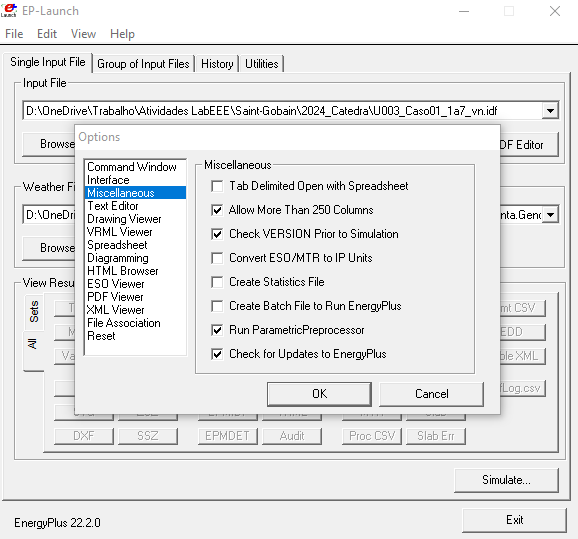 EP-Launch
File Edit View Help
Single Input File Group of Input Files History Utilities
Input File
D:\OneDrive\Trabalho\Atividades LabEEE\Saint-Gobain\2024_Catedra\U003_Caso01_1a7_vn.idf
Browse
DF Editor
Options
Command Window
Interface
Miscellaneous
Text Editor
Drawing Viewer
VRML Viewer
Spreadsheet
Diagramming
HTML Browser
ESO Viewer
PDF Viewer
XML Viewer
File Association
Reset
Miscellaneous
Tab Delimited Open with Spreadsheet
Allow More Than 250 Columns
Check VERSION Prior to Simulation
Convert ESO/MTR to IP Units
Create Statistics File
Create Batch File to Run EnergyPlus
Run ParametricPreprocessor
Check for Updates to EnergyPlus
OK Cancel
Weather Fi
D:\OneDri
nta.Geno
Browse
View Resu
Sets
All
mt CSV
EDD
ble XML
fLog.csv
DXF SSZ EPMDET Audit Proc CSV Slab Err
Simulate...
EnergyPlus 22.2.0
Exit